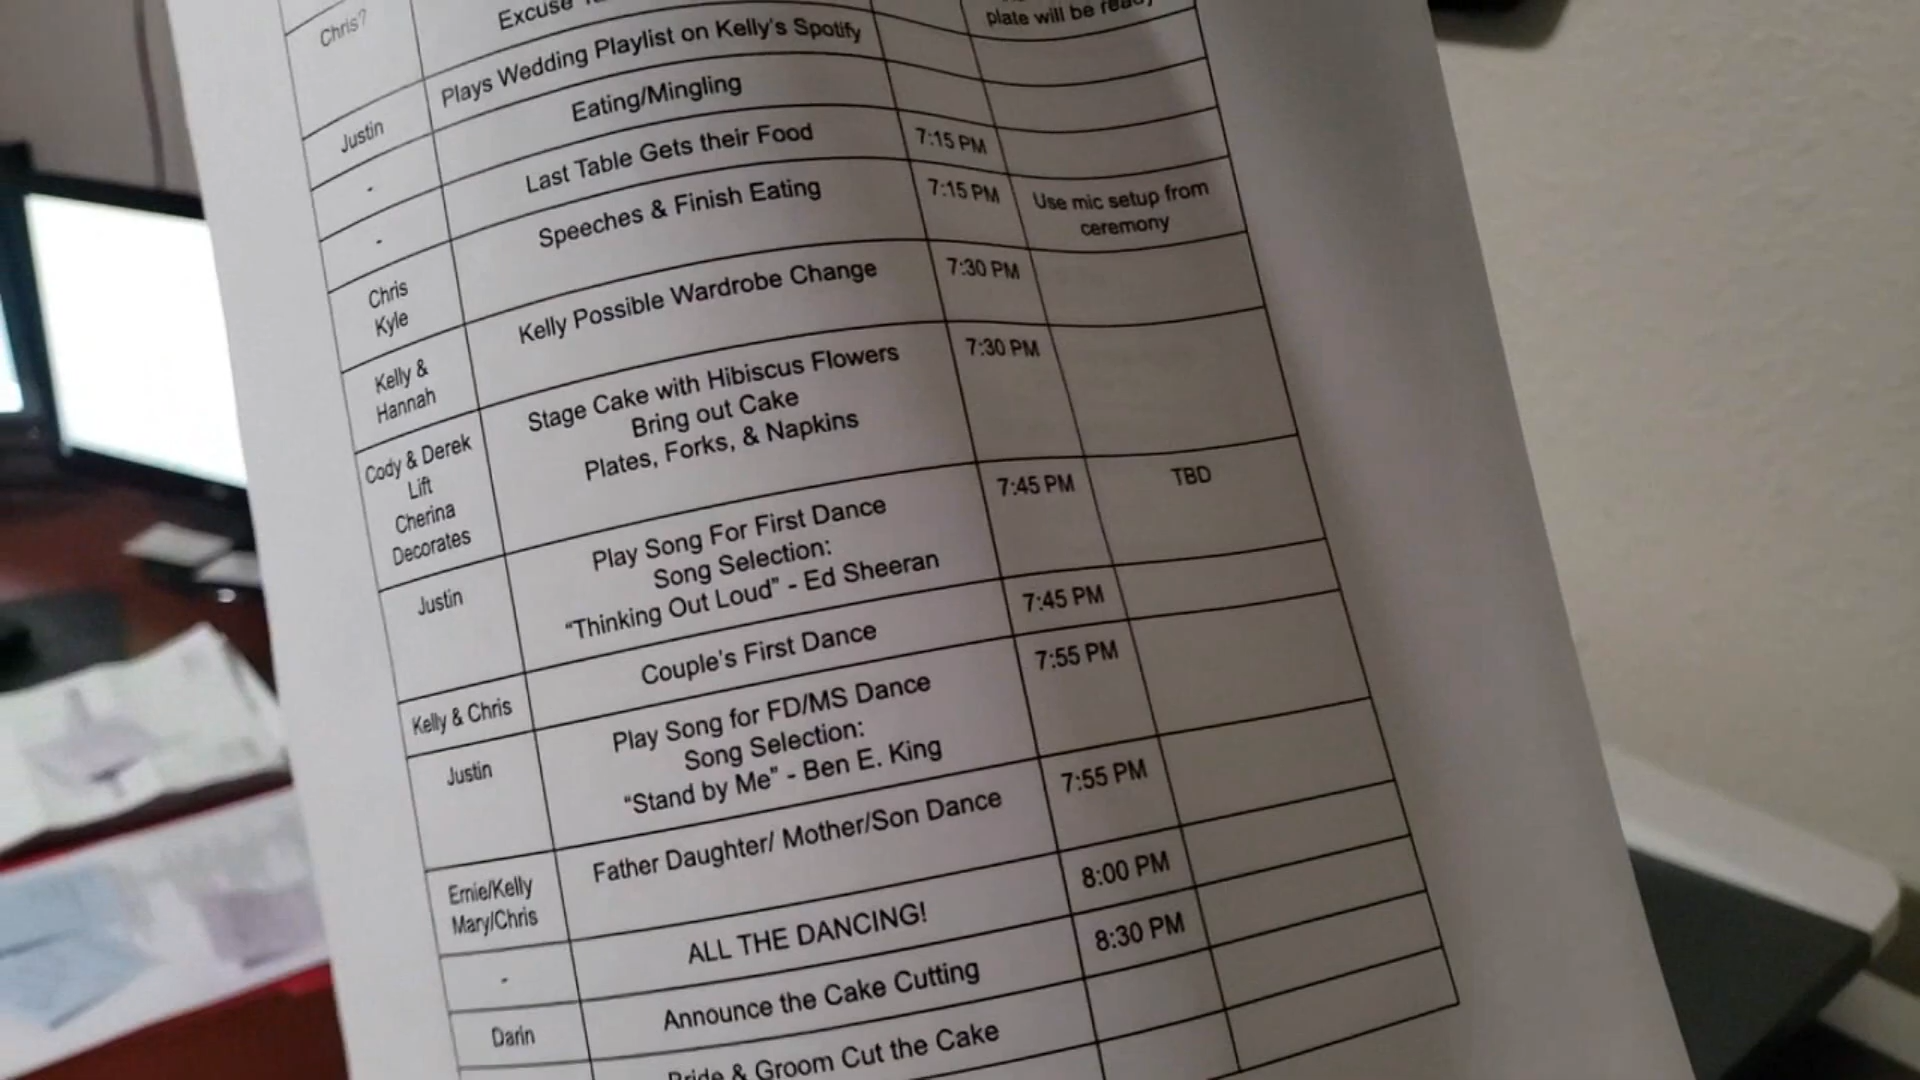 Chris?
Excuse
plate will be ready
Justin
Plays Wedding Playlist on Kelly's Spotify
-
Eating/Mingling
-
Last Table Gets their Food
7:15 PM
Chris
Kyle
Speeches & Finish Eating
7:15 PM
Use mic setup from
ceremony
Kelly &
Hannah
Kelly Possible Wardrobe Change
7:30 PM
Cody & Derek
Lift
Cherina
Decorates
Stage Cake with Hibiscus Flowers
Bring out Cake
Plates, Forks, & Napkins
7:30 PM
Justin
Play Song For First Dance
Song Selection:
“Thinking Out Loud” - Ed Sheeran
7:45 PM
TBD
Kelly & Chris
Couple's First Dance
7:45 PM
Justin
Play Song for FD/MS Dance
Song Selection:
“Stand by Me” - Ben E. King
7:55 PM
Ernie/Kelly
Mary/Chris
Father Daughter/ Mother/Son Dance
7:55 PM
-
ALL THE DANCING!
8:00 PM
Darin
Announce the Cake Cutting
8:30 PM
Bride & Groom Cut the Cake